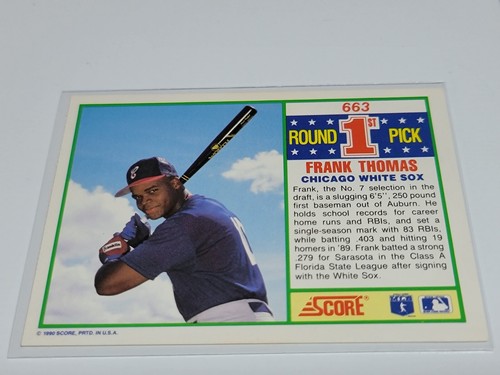 663
ROUND 1ST PICK
FRANK THOMAS
CHICAGO WHITE SOX
Frank, the No. 7 selection in the
draft, is a slugging 6'5'', 250 pound
first baseman out of Auburn. He
holds school records for career
home runs and RBIs, and set a
single-season mark with 83 RBIs,
while batting .403 and hitting 19
homers in '89. Frank batted a strong
.279 for Sarasota in the Class A
Florida State League after signing
with the White Sox.
SCORE®
© 1990 SCORE, PRTD. IN U.S.A.